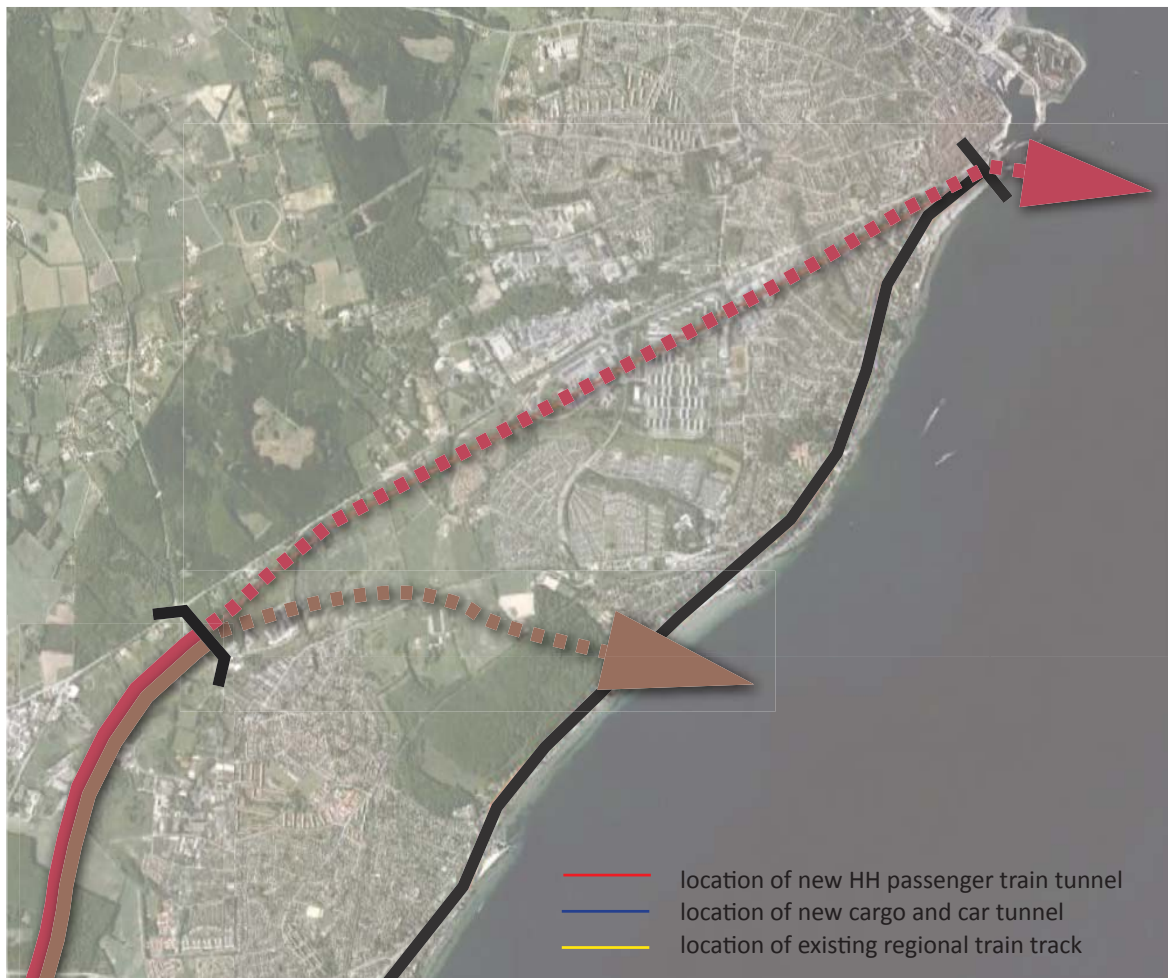 location of new HH passenger train tunnel
location of new cargo and car tunnel
location of existing regional train track